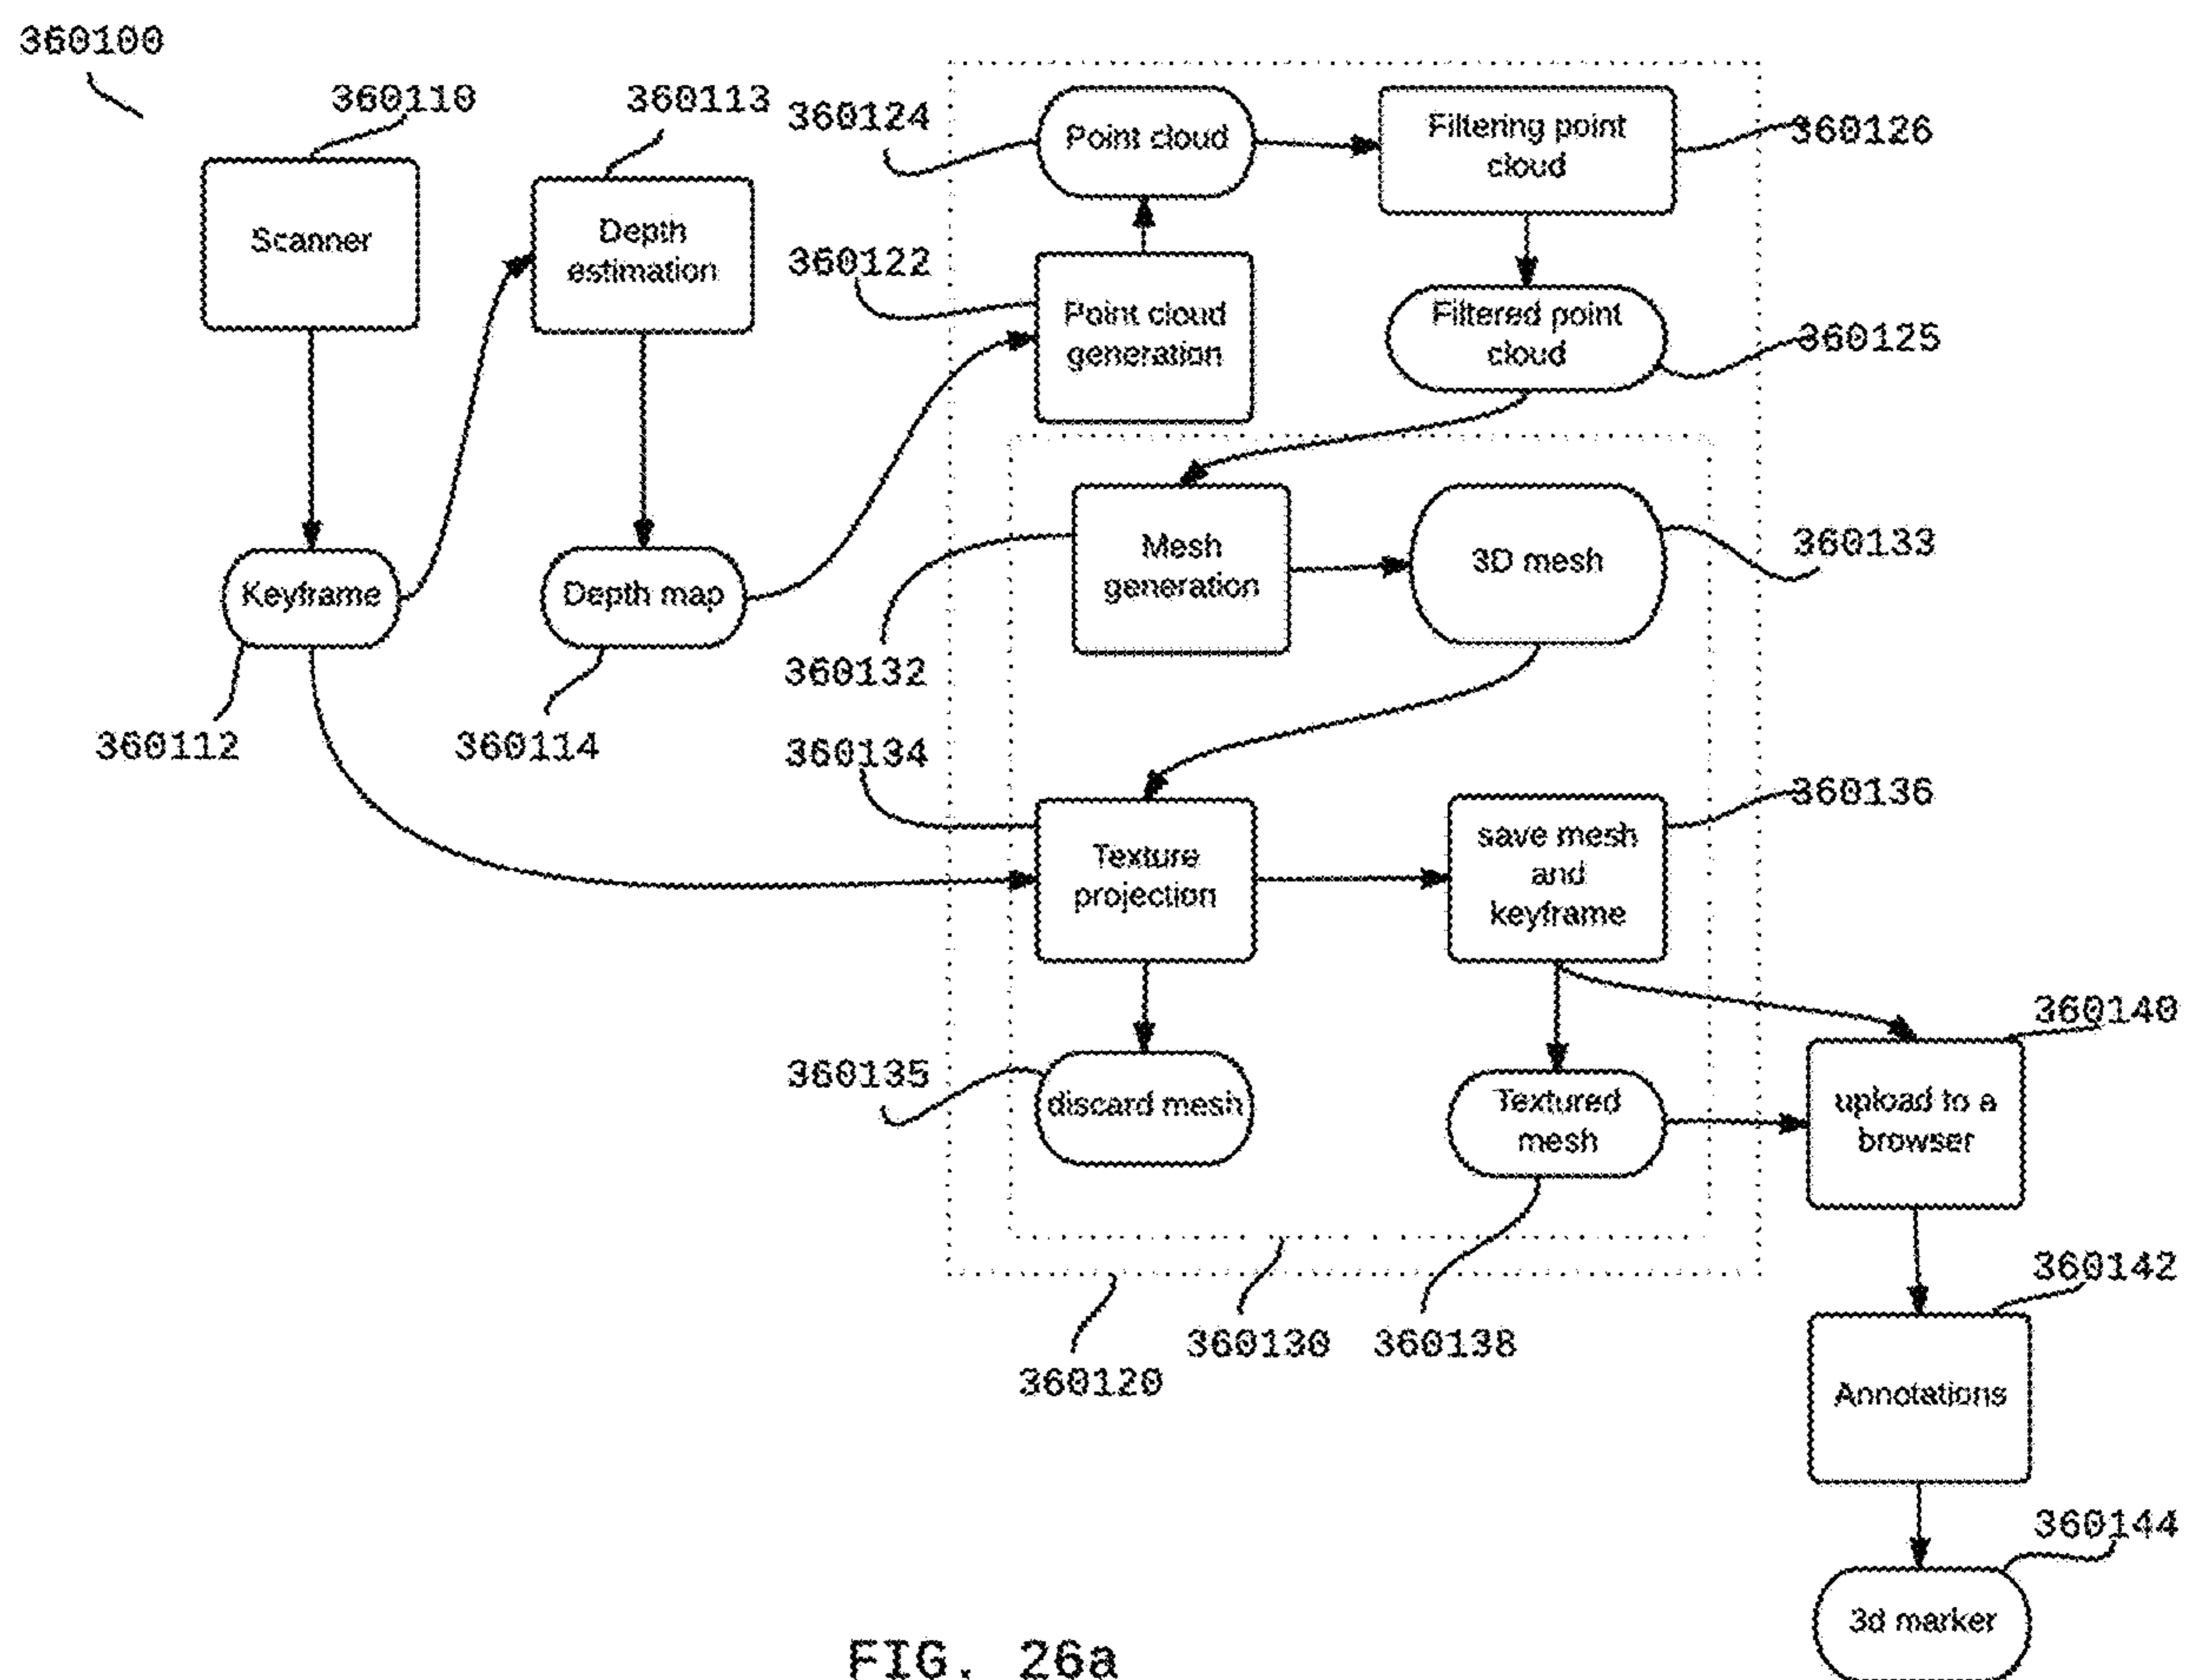 360100
360110
360113
360124
Point cloud
Filtering point
cloud
360126
Scanner
Depth
estimation
360122
Point cloud
generation
Filtered point
cloud
360125
Keyframe
Depth map
Mesh
generation
3D mesh
360133
360132
360112
360114
360134
360136
Texture
projection
save mesh
and
keyframe
360140
360135
discard mesh
Textured
mesh
upload to a
browser
360142
360130
360138
360120
Annotations
360144
3d marker
FIG. 26a